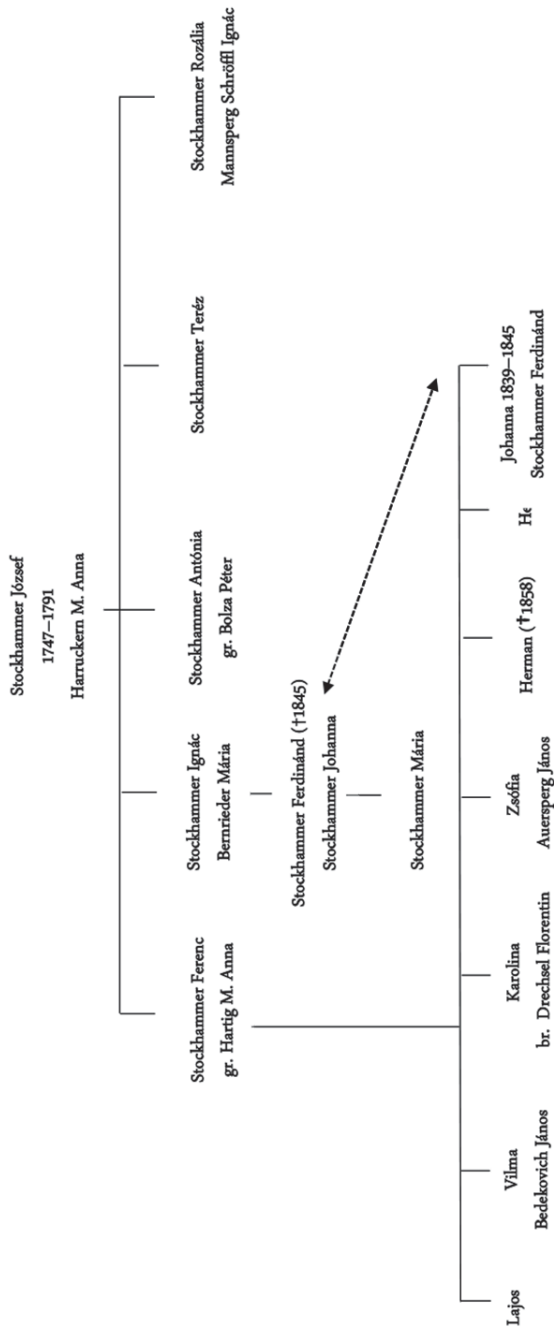 Stockhammer József
1747–1791
Harruckern M. Anna
Stockhammer Ferenc
gr. Hartig M. Anna
Stockhammer Ignác
Bernrieder Mária
Stockhammer Antónia
gr. Bolza Péter
Stockhammer Teréz
Stockhammer Rozália
Mannsperg Schröffl Ignác
Stockhammer Ferdinánd (†1845)
Stockhammer Johanna
Stockhammer Mária
Lajos
Vilma
Bedekovich János
Karolina
br. Drechsel Florentin
Zsófia
Auersperg János
Herman (†1858)
Johanna 1839–1845
Stockhammer Ferdinánd